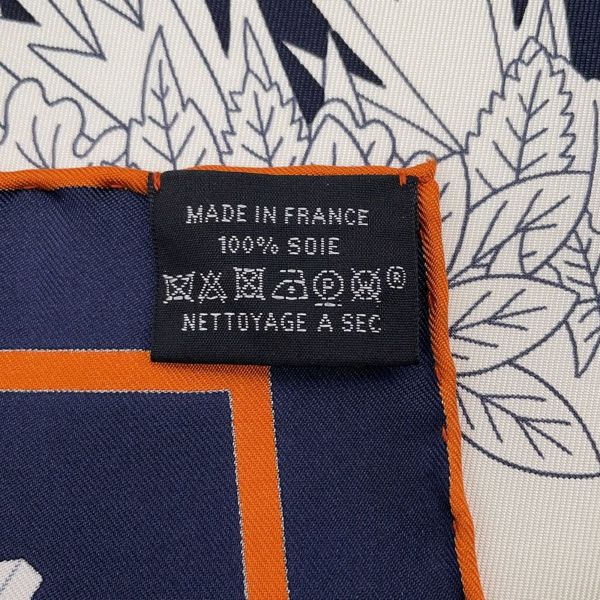 MADE IN FRANCE
100% SOIE
P W ®
NETTOYAGE A SEC